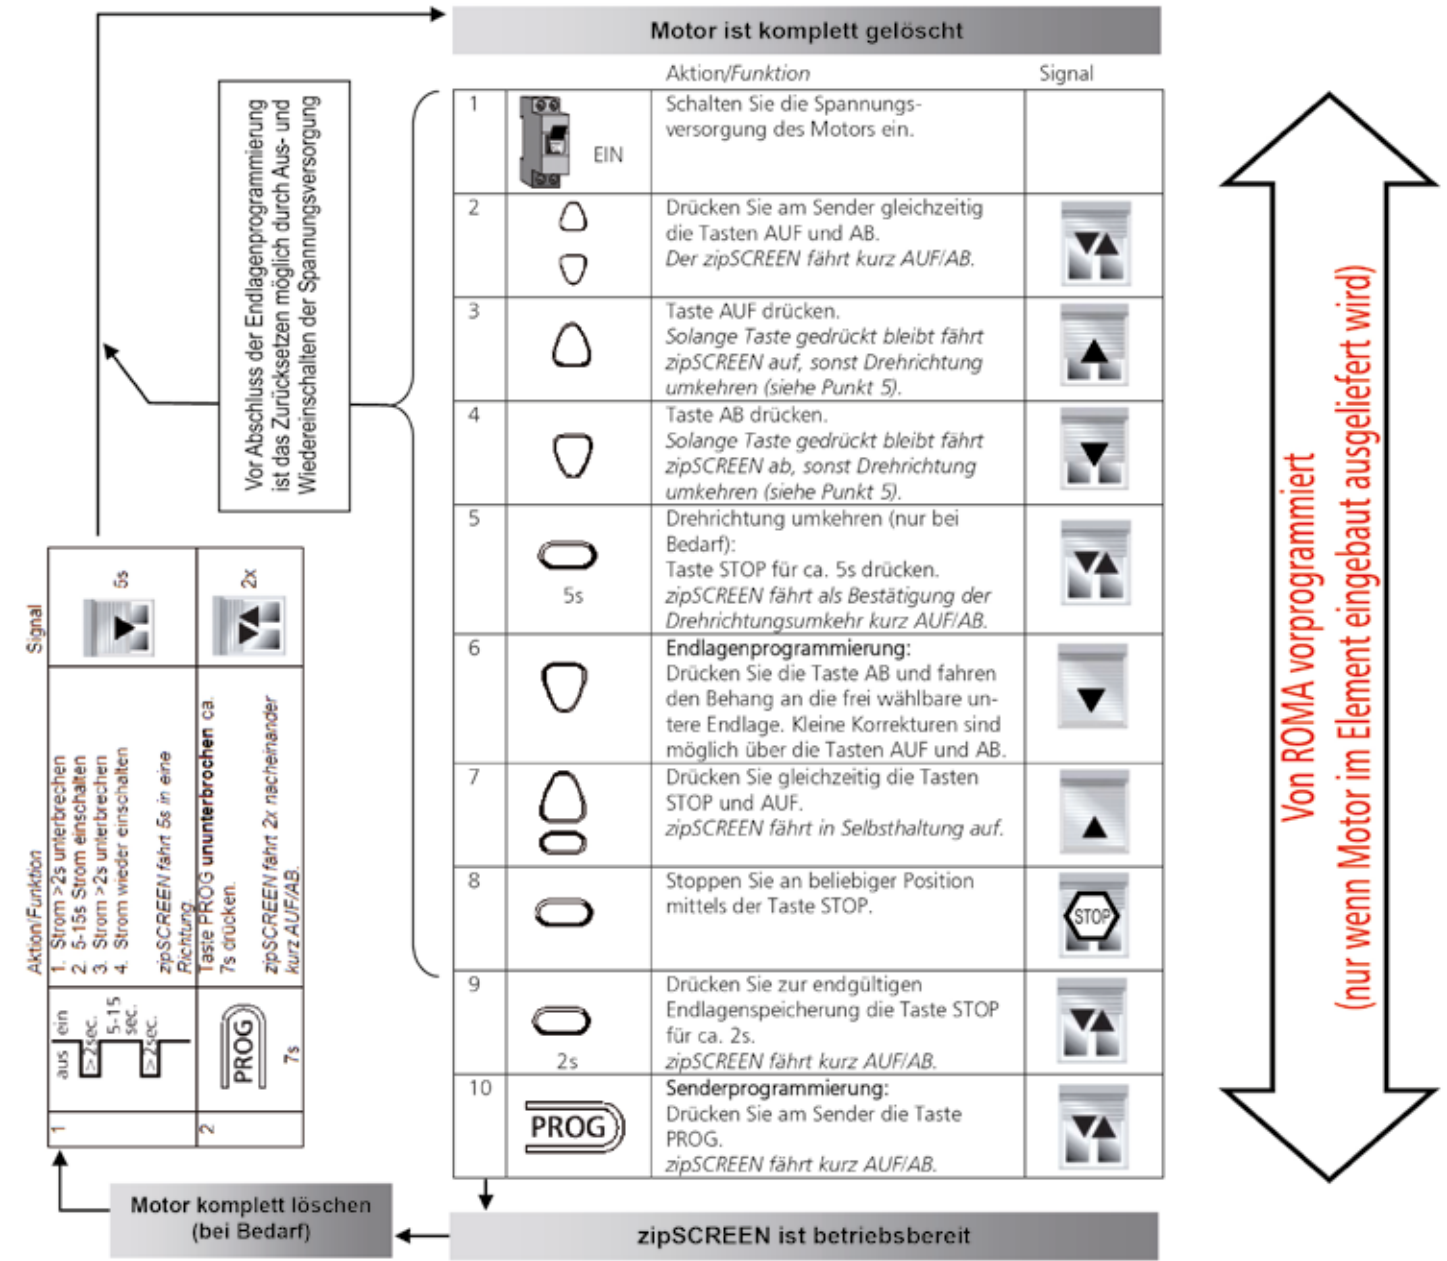 Motor ist komplett gelöscht
Aktion/Funktion Signal
1
EIN
Schalten Sie die Spannungs-
versorgung des Motors ein.
2
Drücken Sie am Sender gleichzeitig
die Tasten AUF und AB.
Der zipSCREEN fährt kurz AUF/AB.
3
Taste AUF drücken.
Solange Taste gedrückt bleibt fährt
zipSCREEN auf, sonst Drehrichtung
umkehren (siehe Punkt 5).
4
Taste AB drücken.
Solange Taste gedrückt bleibt fährt
zipSCREEN ab, sonst Drehrichtung
umkehren (siehe Punkt 5).
5
5s
Drehrichtung umkehren (nur bei
Bedarf):
Taste STOP für ca. 5s drücken.
zipSCREEN fährt als Bestätigung der
Drehrichtungsumkehr kurz AUF/AB.
6
Endlagenprogrammierung:
Drücken Sie die Taste AB und fahren
den Behang an die frei wählbare un-
tere Endlage. Kleine Korrekturen sind
möglich über die Tasten AUF und AB.
7
Drücken Sie gleichzeitig die Tasten
STOP und AUF.
zipSCREEN fährt in Selbsthaltung auf.
8
Stoppen Sie an beliebiger Position
mittels der Taste STOP.
STOP
9
2s
Drücken Sie zur endgültigen
Endlagenspeicherung die Taste STOP
für ca. 2s.
zipSCREEN fährt kurz AUF/AB.
10
PROG
Senderprogrammierung:
Drücken Sie am Sender die Taste
PROG.
zipSCREEN fährt kurz AUF/AB.
zipSCREEN ist betriebsbereit
Motor komplett löschen
(bei Bedarf)
Vor Abschluss der Endlagenprogrammierung
ist das Zurücksetzen möglich durch Aus- und
Wiedereinschalten der Spannungsversorgung
Aktion/Funktion Signal
1
aus ein
>2sec.
5-15
sec.
>2sec.
1. Strom >2s unterbrechen
2. 5-15s Strom einschalten
3. Strom >2s unterbrechen
4. Strom wieder einschalten
zipSCREEN fährt 5s in eine
Richtung.
5s
2
PROG
7s
Taste PROG ununterbrochen ca.
7s drücken.
zipSCREEN fährt 2x nacheinander
kurz AUF/AB.
2x
Von ROMA vorprogrammiert
(nur wenn Motor im Element eingebaut ausgeliefert wird)